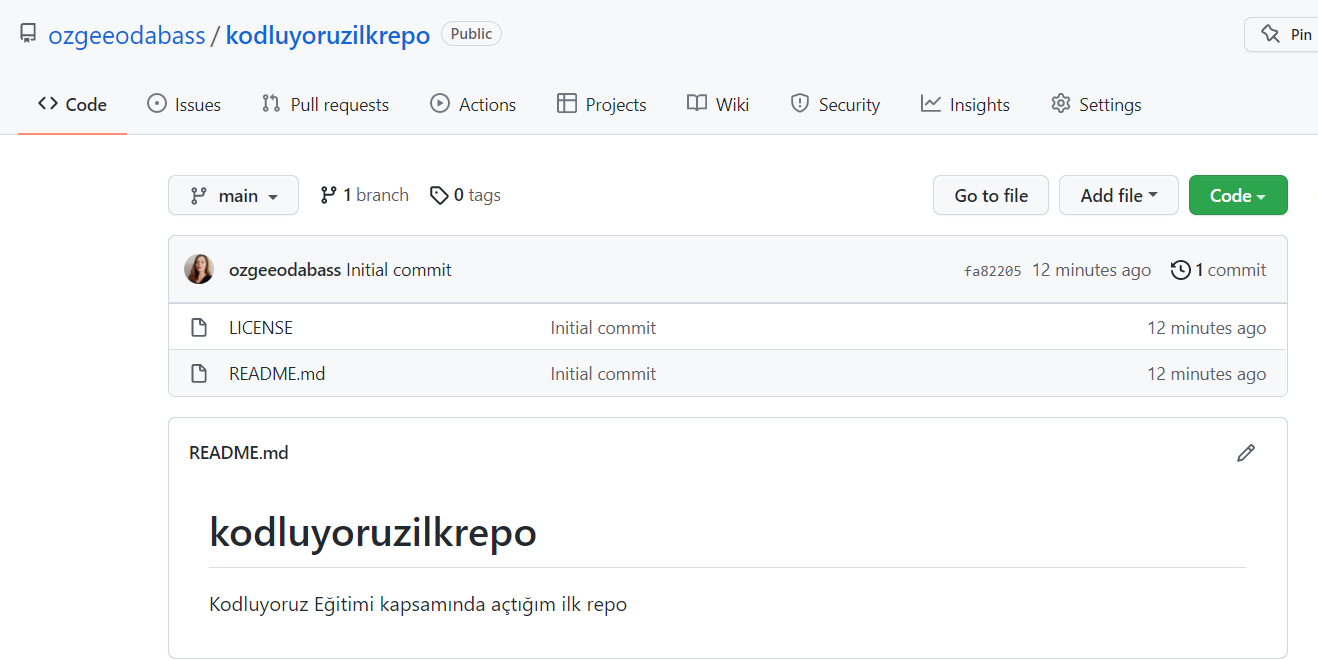 ozgeeodabass / kodluyoruzilkrepo Public Pin
Code Issues Pull requests Actions Projects Wiki Security Insights Settings
main 1 branch 0 tags Go to file Add file Code
ozgeeodabass Initial commit fa82205 12 minutes ago 1 commit
LICENSE Initial commit 12 minutes ago
README.md Initial commit 12 minutes ago
README.md
kodluyoruzilkrepo
Kodluyoruz Eğitimi kapsamında açtığım ilk repo